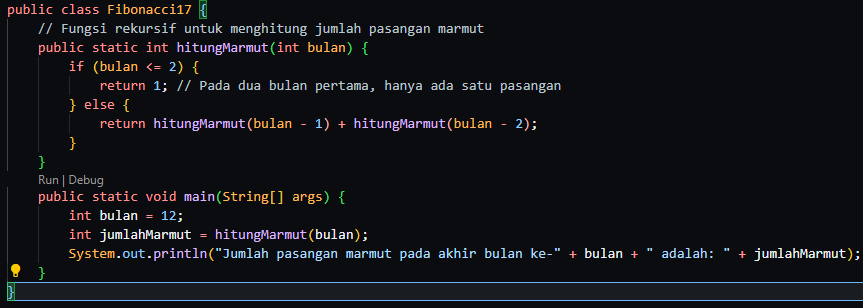 public class Fibonacci17 {
// Fungsi rekursif untuk menghitung jumlah pasangan marmut
public static int hitungMarmut(int bulan) {
if (bulan <= 2) {
return 1; // Pada dua bulan pertama, hanya ada satu pasangan
} else {
return hitungMarmut(bulan - 1) + hitungMarmut(bulan - 2);
}
}
Run | Debug
public static void main(String[] args) {
int bulan = 12;
int jumlahMarmut = hitungMarmut(bulan);
System.out.println("Jumlah pasangan marmut pada akhir bulan ke-" + bulan + " adalah: " + jumlahMarmut);
}
}